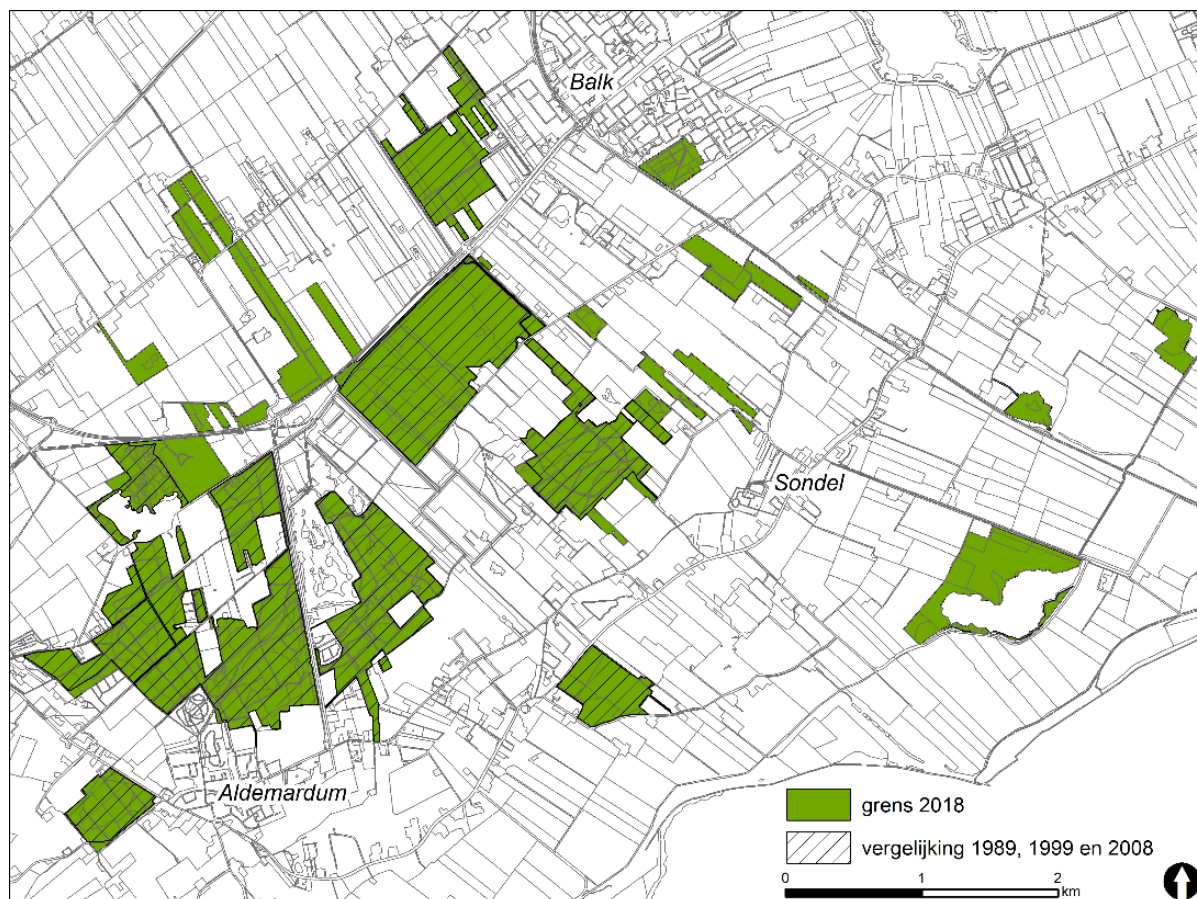 Balk
Sondel
Aldemardum
grens 2018
vergelijking 1989, 1999 en 2008
0 1 2
km